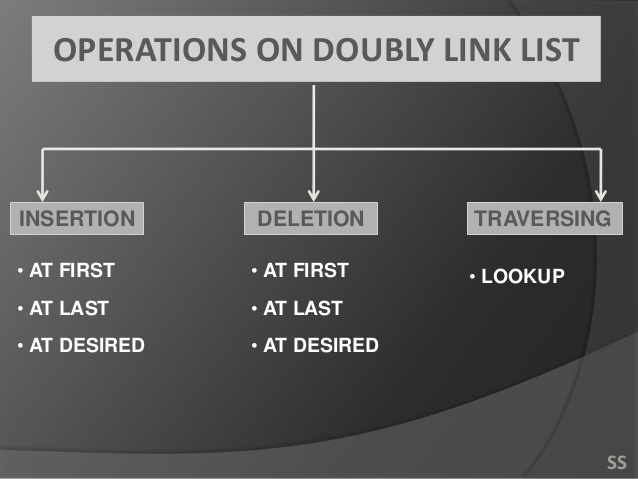 OPERATIONS ON DOUBLY LINK LIST
INSERTION
• AT FIRST
• AT LAST
• AT DESIRED
DELETION
• AT FIRST
• AT LAST
• AT DESIRED
TRAVERSING
• LOOKUP
SS